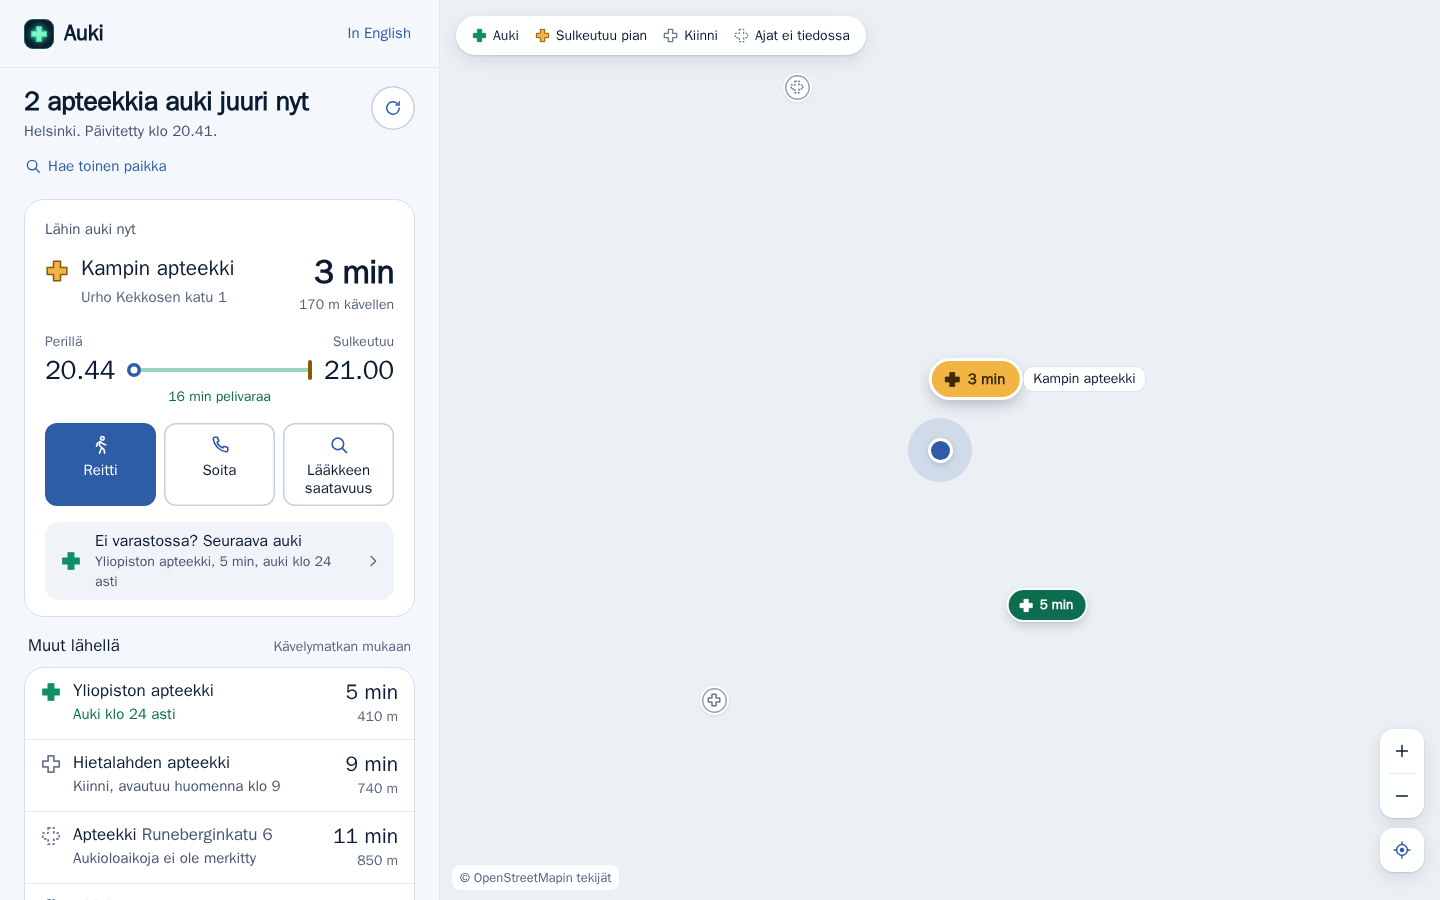 Auki
In English
2 apteekkia auki juuri nyt
Helsinki. Päivitetty klo 20.41.
Hae toinen paikka
Lähin auki nyt
Kampin apteekki
3 min
Urho Kekkosen katu 1
170 m kävellen
Perillä
Sulkeutuu
20.44
21.00
16 min pelivaraa
Reitti
Soita
Lääkkeen
saatavuus
Ei varastossa? Seuraava auki
Yliopiston apteekki, 5 min, auki klo 24
asti
Muut lähellä
Kävelymatkan mukaan
Yliopiston apteekki
5 min
Auki klo 24 asti
410 m
Hietalahden apteekki
9 min
Kiinni, avautuu huomenna klo 9
740 m
Apteekki Runeberginkatu 6
11 min
Aukioloaikoja ei ole merkitty
850 m
Auki
Sulkeutuu pian
Kiinni
Ajat ei tiedossa
3 min
Kampin apteekki
5 min
© OpenStreetMapin tekijät